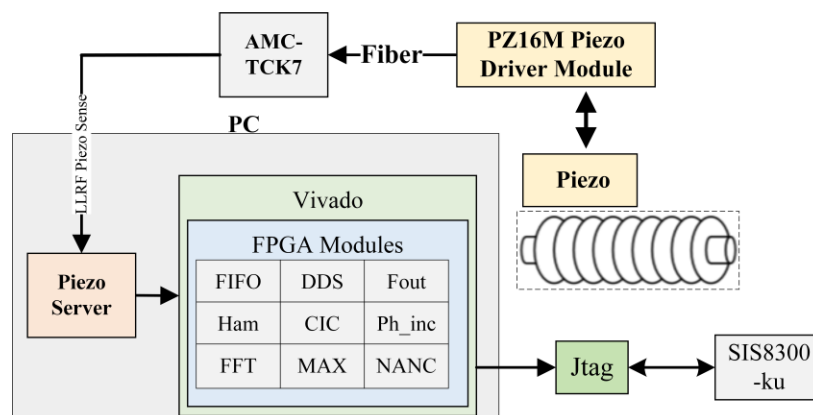 AMC-
TCK7
Fiber
PZ16M Piezo
Driver Module
LLRF Piezo Sense
PC
Piezo
Vivado
FPGA Modules
FIFO DDS Fout
Ham CIC Ph_inc
FFT MAX NANC
Piezo
Server
Jtag
SIS8300
-ku